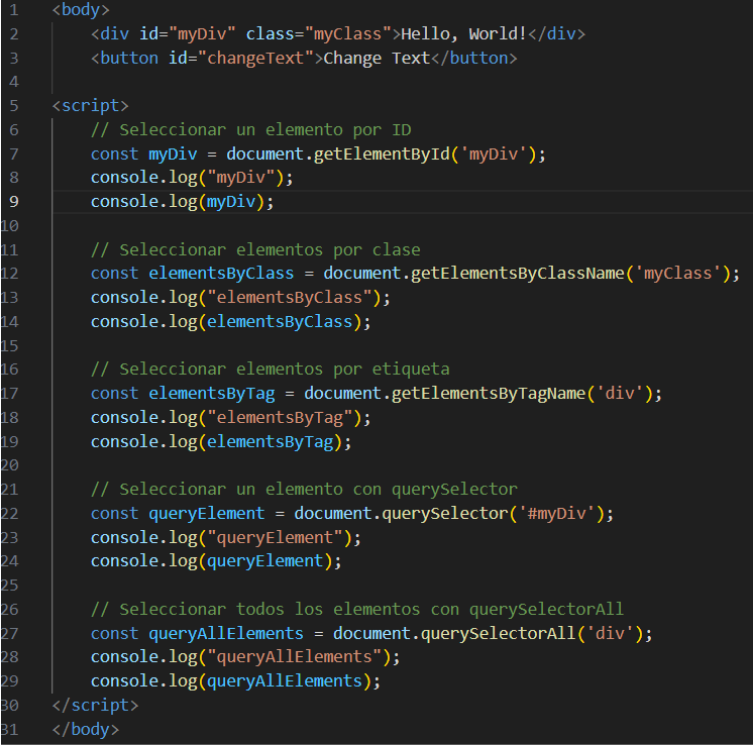 1 <body>
2 <div id="myDiv" class="myClass">Hello, World!</div>
3 <button id="changeText">Change Text</button>
4
5 <script>
6 // Seleccionar un elemento por ID
7 const myDiv = document.getElementById('myDiv');
8 console.log("myDiv");
9 console.log(myDiv);
10
11 // Seleccionar elementos por clase
12 const elementsByClass = document.getElementsByClassName('myClass');
13 console.log("elementsByClass");
14 console.log(elementsByClass);
15
16 // Seleccionar elementos por etiqueta
17 const elementsByTag = document.getElementsByTagName('div');
18 console.log("elementsByTag");
19 console.log(elementsByTag);
20
21 // Seleccionar un elemento con querySelector
22 const queryElement = document.querySelector('#myDiv');
23 console.log("queryElement");
24 console.log(queryElement);
25
26 // Seleccionar todos los elementos con querySelectorAll
27 const queryAllElements = document.querySelectorAll('div');
28 console.log("queryAllElements");
29 console.log(queryAllElements);
30 </script>
31 </body>